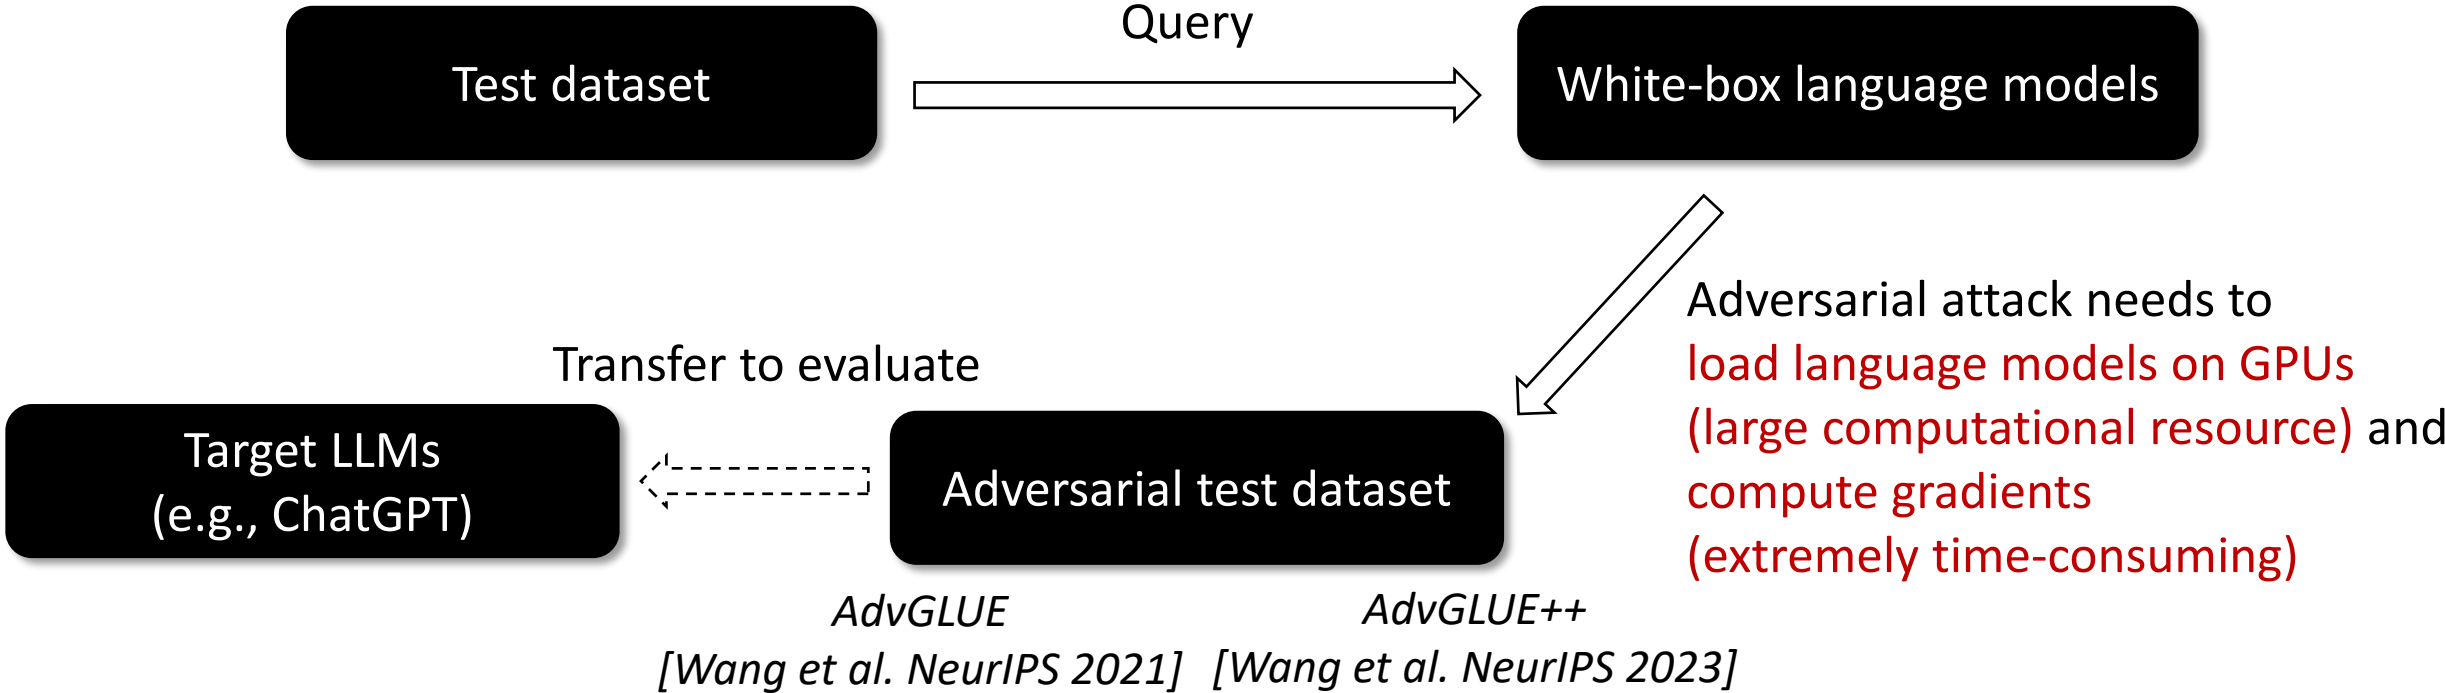 Query
Test dataset
White-box language models
Adversarial attack needs to
load language models on GPUs
(large computational resource) and
compute gradients
(extremely time-consuming)
Transfer to evaluate
Target LLMs
(e.g., ChatGPT)
Adversarial test dataset
AdvGLUE
[Wang et al. NeurIPS 2021]
AdvGLUE++
[Wang et al. NeurIPS 2023]